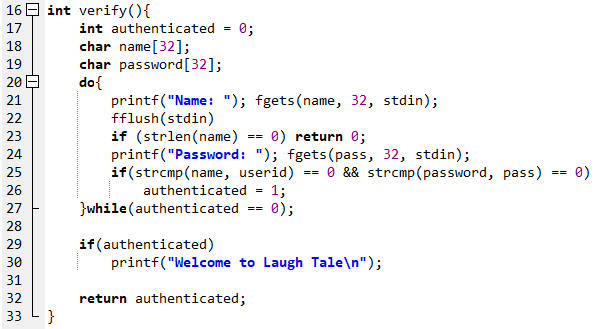 16 int verify(){
17     int authenticated = 0;
18     char name[32];
19     char password[32];
20     do{
21         printf("Name: "); fgets(name, 32, stdin);
22         fflush(stdin)
23         if (strlen(name) == 0) return 0;
24         printf("Password: "); fgets(pass, 32, stdin);
25         if(strcmp(name, userid) == 0 && strcmp(password, pass) == 0)
26             authenticated = 1;
27     }while(authenticated == 0);
28
29     if(authenticated)
30         printf("Welcome to Laugh Tale\n");
31
32     return authenticated;
33 }